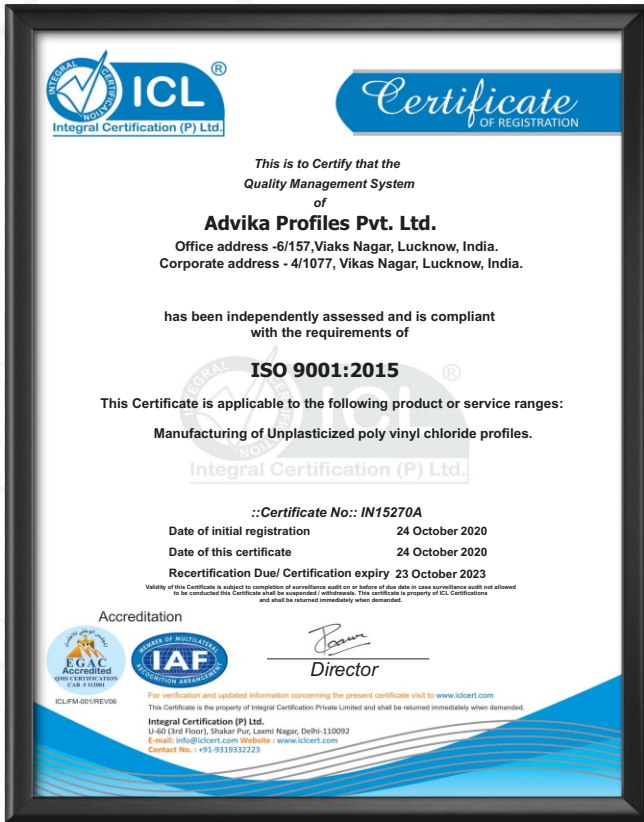 INTEGRAL CERTIFICATION
ICL ®
Integral Certification (P) Ltd.
Certificate
OF REGISTRATION
This is to Certify that the
Quality Management System
of
Advika Profiles Pvt. Ltd.
Office address -6/157,Viaks Nagar, Lucknow, India.
Corporate address - 4/1077, Vikas Nagar, Lucknow, India.
has been independently assessed and is compliant
with the requirements of
ISO 9001:2015
This Certificate is applicable to the following product or service ranges:
Manufacturing of Unplasticized poly vinyl chloride profiles.
INTEGRAL CERTIFICATION
ICL ®
Integral Certification (P) Ltd.
::Certificate No:: IN15270A
Date of initial registration 24 October 2020
Date of this certificate 24 October 2020
Recertification Due/ Certification expiry 23 October 2023
Validity of this Certificate is subject to completion of surveillance audit on or before of due date in case surveillance audit not allowed
to be conducted this Certificate shall be suspended / withdrawals. This certificate is property of ICL Certifications
and shall be returned immediately when demanded.
Accreditation
EGAC
Accredited
QMS CERTIFICATION
CAB # 112001
MEMBER OF MULTILATERAL
IAF
RECOGNITION ARRANGEMENT
Director
ICL/FM-001/REV06
For verification and updated information concerning the present certificate visit to www.iclcert.com
This Certificate is the property of Integral Certification Private Limited and shall be returned immediately when demanded.
Integral Certification (P) Ltd.
U-60 (3rd Floor), Shakar Pur, Laxmi Nagar, Delhi-110092
E-mail: info@iclcert.com Website : www.iclcert.com
Contact No. : +91-9319332223